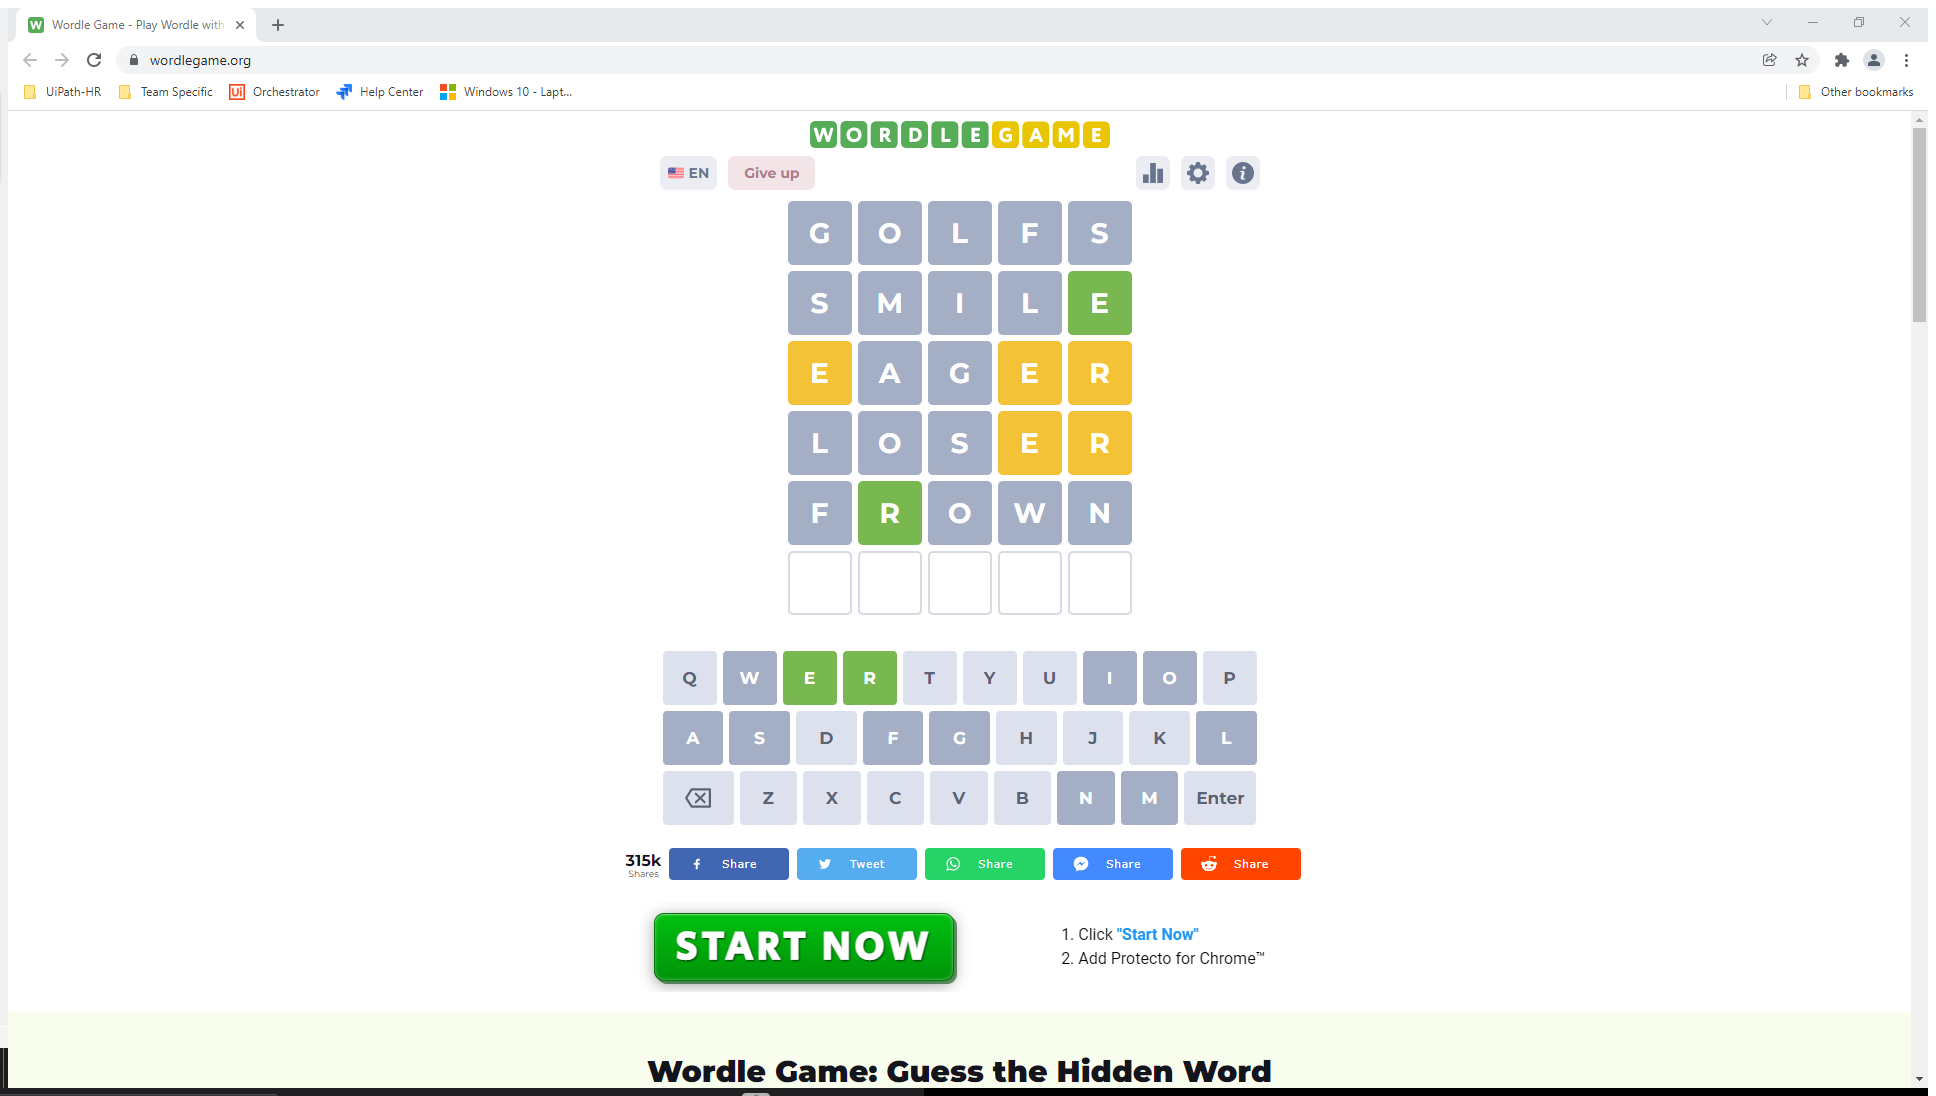 Wordle Game - Play Wordle with
wordlegame.org
UiPath-HR Team Specific Orchestrator Help Center Windows 10 - Lapt... Other bookmarks
WORDLEGAME
EN Give up
G O L F S
S M I L E
E A G E R
L O S E R
F R O W N
Q W E R T Y U I O P
A S D F G H J K L
Z X C V B N M Enter
315k
Shares
Share Tweet Share Share Share
START NOW
1. Click "Start Now"
2. Add Protecto for Chrome™
Wordle Game: Guess the Hidden Word